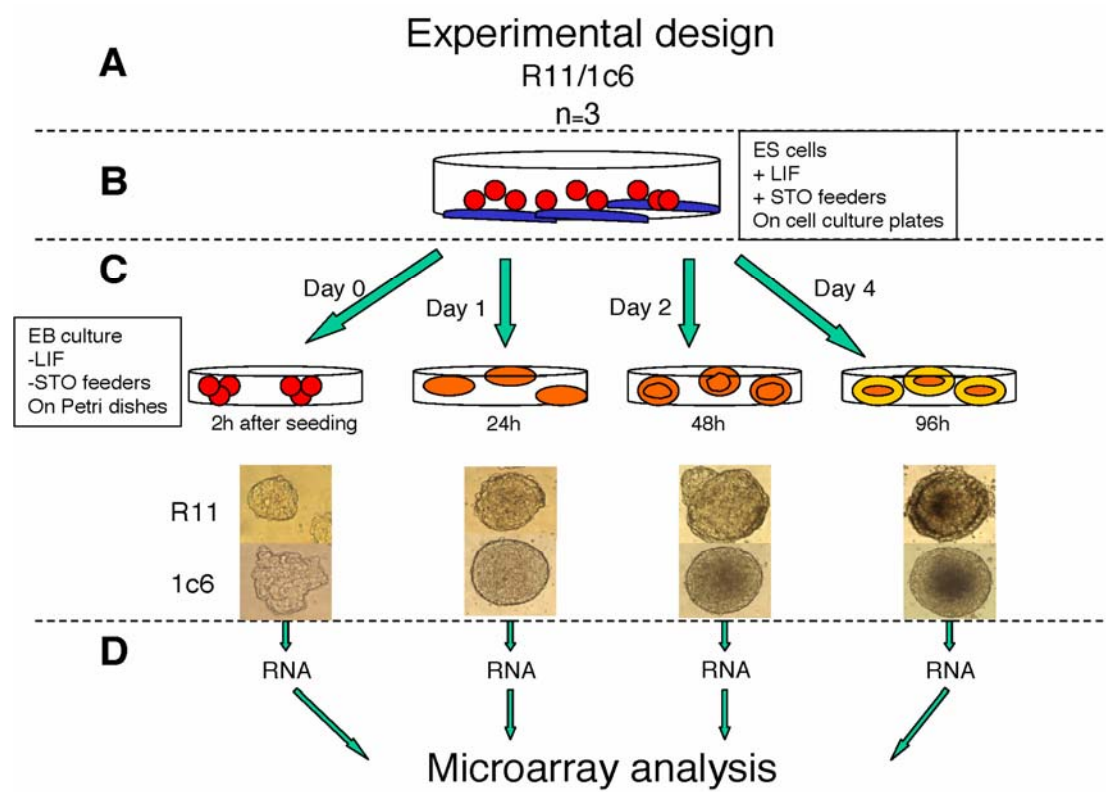 A
Experimental design
R11/1c6
n=3
B
ES cells
+ LIF
+ STO feeders
On cell culture plates
C
Day 0
Day 1
Day 2
Day 4
EB culture
-LIF
-STO feeders
On Petri dishes
2h after seeding
24h
48h
96h
R11
1c6
D
RNA
RNA
RNA
RNA
Microarray analysis